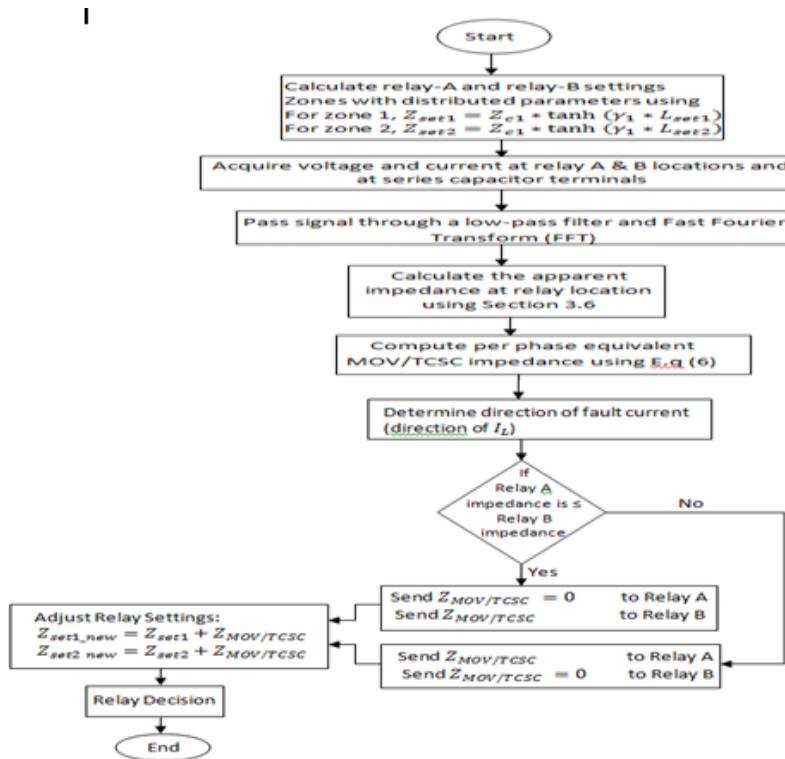 I
Start
Calculate relay-A and relay-B settings
Zones with distributed parameters using
For zone 1, Z_set1 = Z_c1 * tanh (γ_1 * L_set1)
For zone 2, Z_set2 = Z_c1 * tanh (γ_1 * L_set2)
Acquire voltage and current at relay A & B locations and
at series capacitor terminals
Pass signal through a low-pass filter and Fast Fourier
Transform (FFT)
Calculate the apparent
impedance at relay location
using Section 3.6
Compute per phase equivalent
MOV/TCSC impedance using E.q (6)
Determine direction of fault current
(direction of I_L)
If
Relay A
impedance is ≤
Relay B
impedance
No
Yes
Send Z_MOV/TCSC = 0 to Relay A
Send Z_MOV/TCSC to Relay B
Adjust Relay Settings:
Z_set1_new = Z_set1 + Z_MOV/TCSC
Z_set2 new = Z_set2 + Z_MOV/TCSC
Send Z_MOV/TCSC to Relay A
Send Z_MOV/TCSC = 0 to Relay B
Relay Decision
End